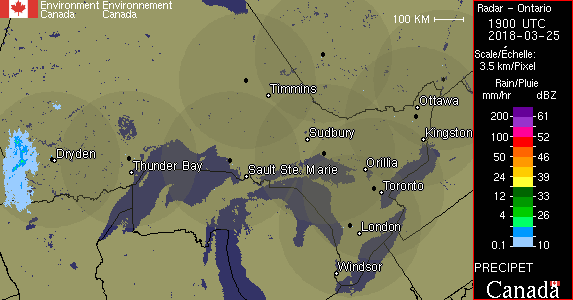 Environment Environnement
Canada Canada
100 KM
Timmins
Ottawa
Sudbury
Kingston
Dryden
Thunder Bay
Sault Ste. Marie
Orillia
Toronto
London
Windsor
Radar - Ontario
1900 UTC
2018-03-25
Scale/Échelle:
3.5 km/Pixel
Rain/Pluie
mm/hr dBZ
200 61
100 52
50 46
24 39
12 33
4 26
1 18
0.1 10
PRECIPET
Canada